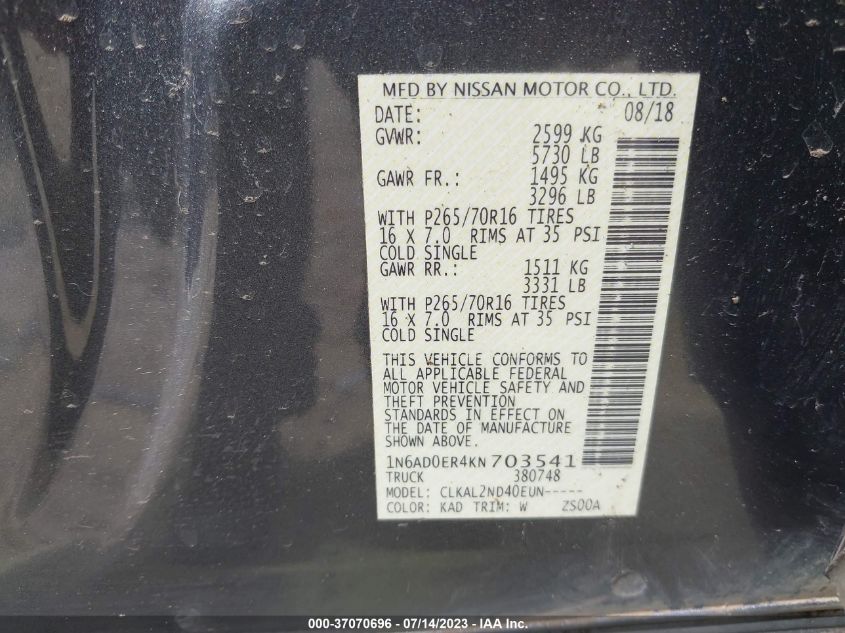 MFD BY NISSAN MOTOR CO., LTD.
DATE: 08/18
GVWR: 2599 KG
5730 LB
GAWR FR.: 1495 KG
3296 LB
WITH P265/70R16 TIRES
16 X 7.0 RIMS AT 35 PSI
COLD SINGLE
GAWR RR.: 1511 KG
3331 LB
WITH P265/70R16 TIRES
16 X 7.0 RIMS AT 35 PSI
COLD SINGLE
THIS VEHICLE CONFORMS TO
ALL APPLICABLE FEDERAL
MOTOR VEHICLE SAFETY AND
THEFT PREVENTION
STANDARDS IN EFFECT ON
THE DATE OF MANUFACTURE
SHOWN ABOVE.
1N6AD0ER4KN703541
TRUCK 380748
MODEL: CLKAL2ND40EUN-----
COLOR: KAD TRIM: W ZS00A
000-37070696 - 07/14/2023 - IAA Inc.